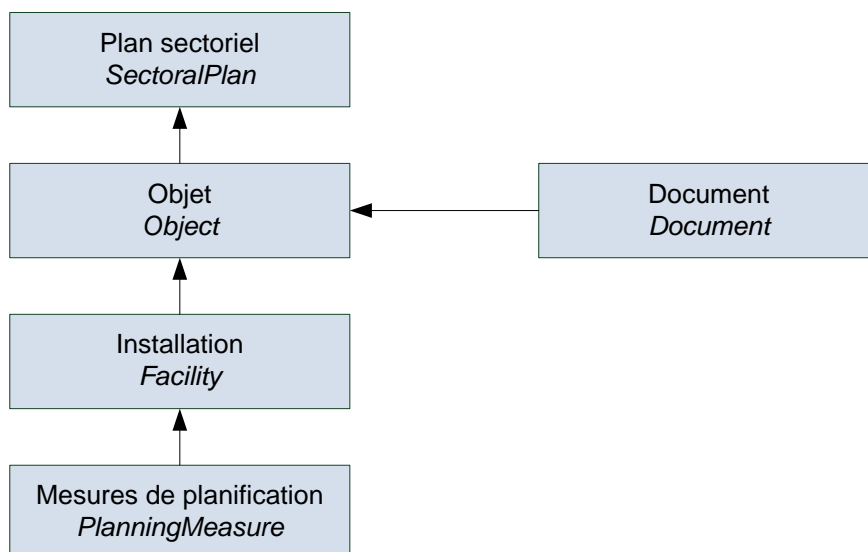 Plan sectoriel
SectoralPlan
Objet
Object
Document
Document
Installation
Facility
Mesures de planification
PlanningMeasure